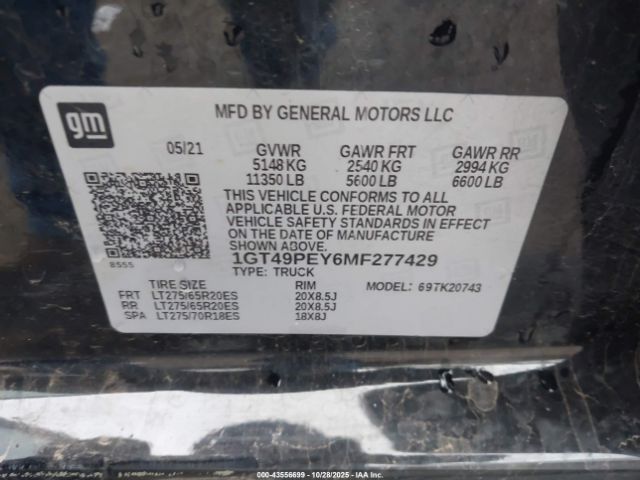 gm
MFD BY GENERAL MOTORS LLC
05/21 GVWR GAWR FRT GAWR RR
5148 KG 2540 KG 2994 KG
11350 LB 5600 LB 6600 LB
THIS VEHICLE CONFORMS TO ALL
APPLICABLE U.S. FEDERAL MOTOR
VEHICLE SAFETY STANDARDS IN EFFECT
ON THE DATE OF MANUFACTURE
SHOWN ABOVE.
8555 1GT49PEY6MF277429
TYPE: TRUCK
TIRE SIZE RIM MODEL: 69TK20743
FRT LT275/65R20ES 20X8.5J
RR LT275/65R20ES 20X8.5J
SPA LT275/70R18ES 18X8J
000-43556699 | 10/28/2025 - IAA Inc.